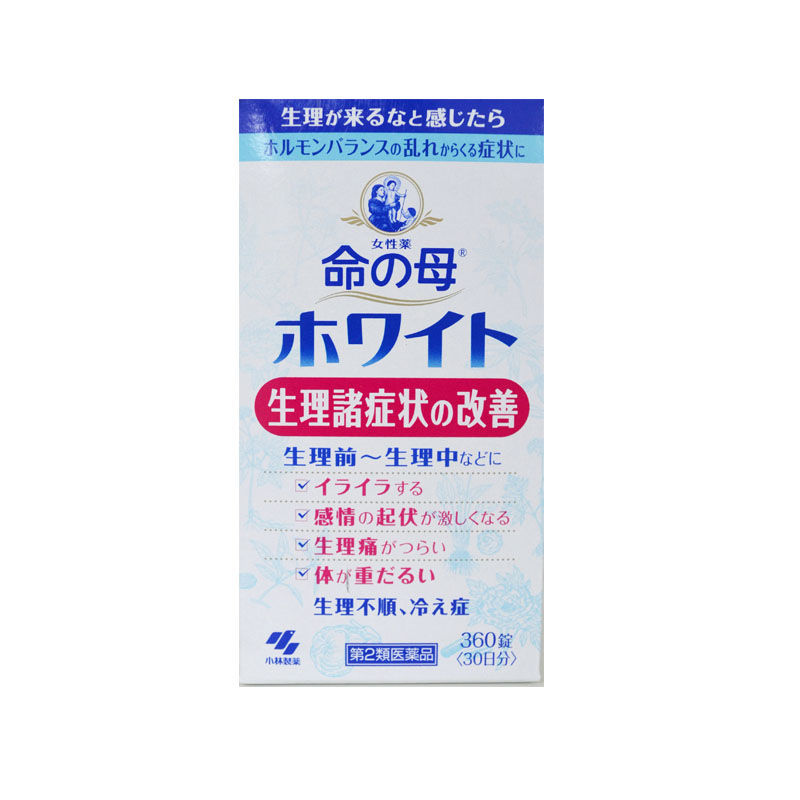 生理が来るなと感じたら
ホルモンバランスの乱れからくる症状に
女性薬
命の母®
ホワイト
生理諸症状の改善
生理前～生理中などに
イライラする
感情の起伏が激しくなる
生理痛がつらい
体が重だるい
生理不順、冷え症
小林製薬
第2類医薬品
360錠
〈30日分〉